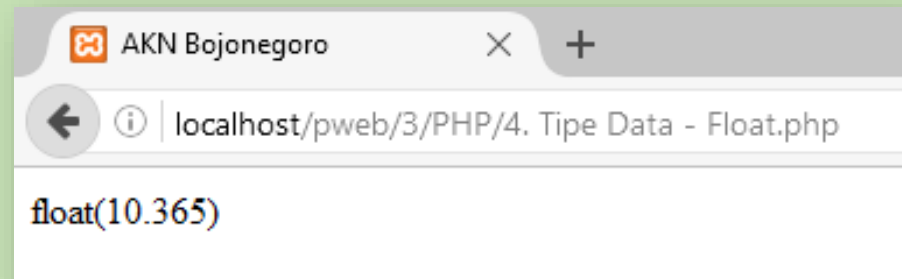 AKN Bojonegoro
localhost/pweb/3/PHP/4. Tipe Data - Float.php
float(10.365)